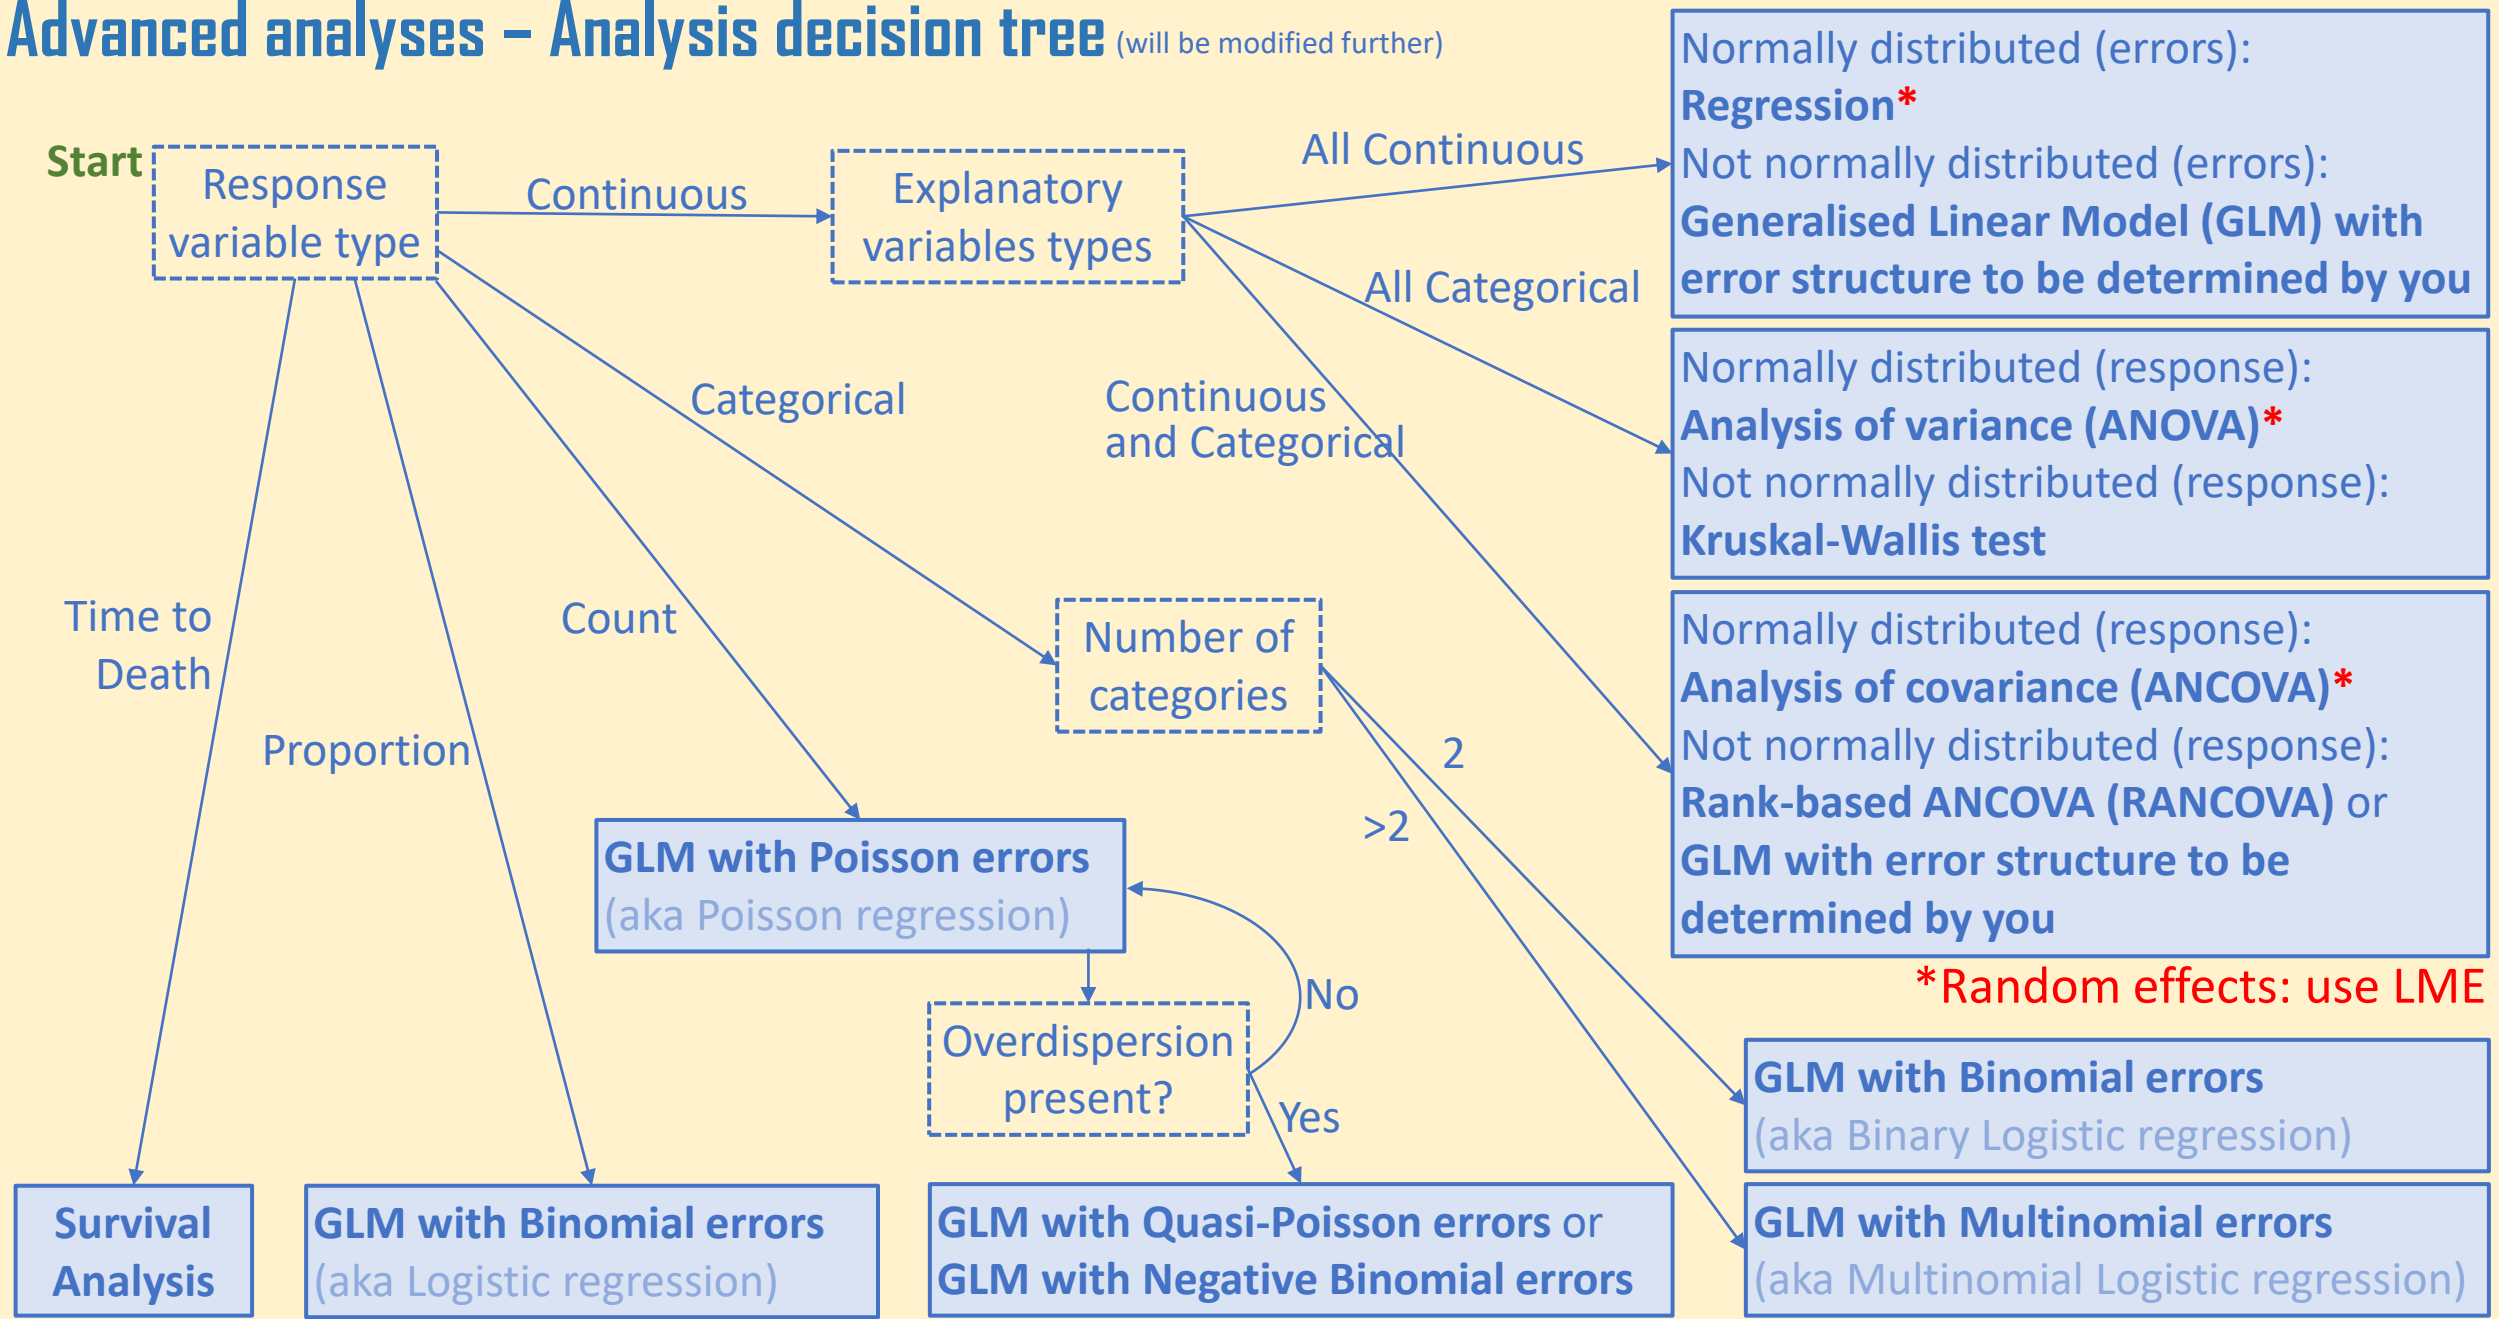 Advanced analyses – Analysis decision tree (will be modified further)
Start
Response
variable type
Continuous
Explanatory
variables types
All Continuous
All Categorical
Continuous
and Categorical
Normally distributed (errors):
Regression*
Not normally distributed (errors):
Generalised Linear Model (GLM) with
error structure to be determined by you
Normally distributed (response):
Analysis of variance (ANOVA)*
Not normally distributed (response):
Kruskal-Wallis test
Normally distributed (response):
Analysis of covariance (ANCOVA)*
Not normally distributed (response):
Rank-based ANCOVA (RANCOVA) or
GLM with error structure to be
determined by you
*Random effects: use LME
Categorical
Number of
categories
2
>2
GLM with Binomial errors
(aka Binary Logistic regression)
GLM with Multinomial errors
(aka Multinomial Logistic regression)
Count
GLM with Poisson errors
(aka Poisson regression)
Overdispersion
present?
No
Yes
GLM with Quasi-Poisson errors or
GLM with Negative Binomial errors
Proportion
GLM with Binomial errors
(aka Logistic regression)
Time to
Death
Survival
Analysis